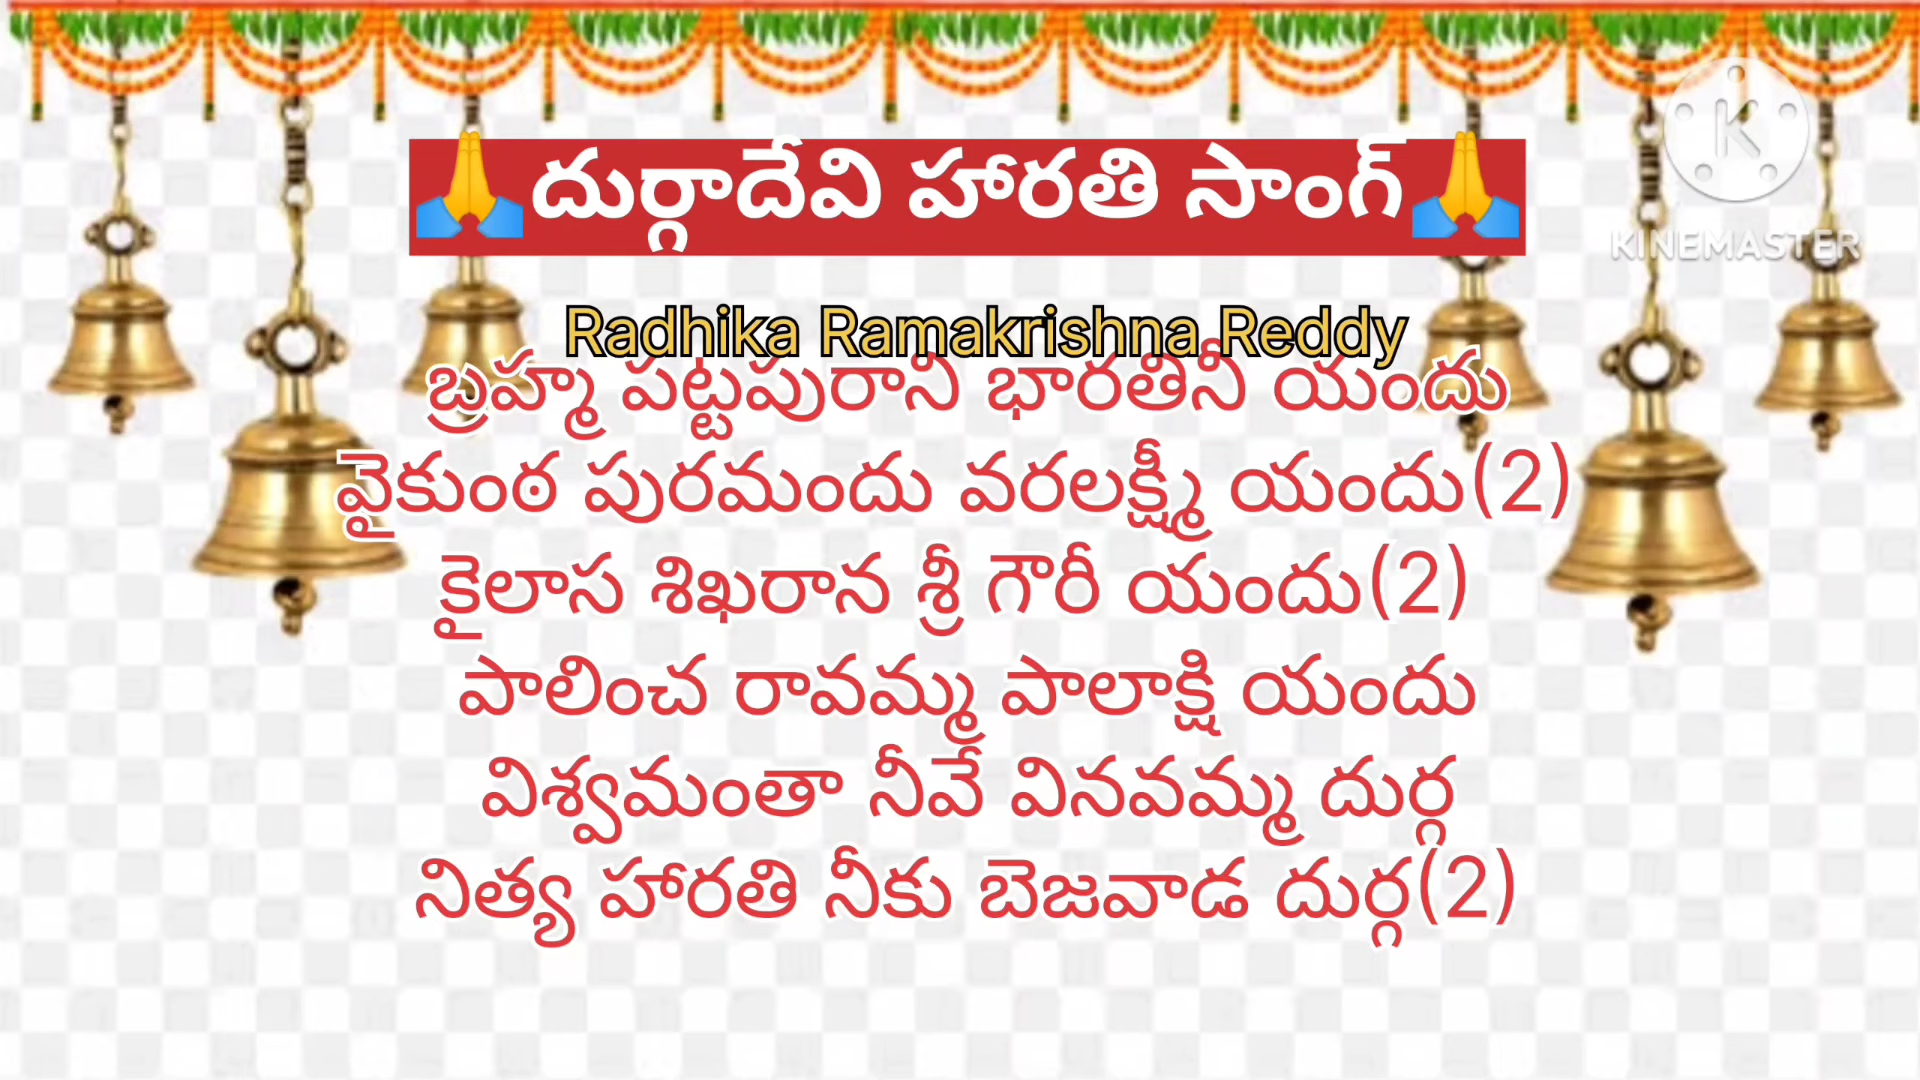 🙏దుర్గాదేవి హారతి సాంగ్🙏
KINEMASTER
Radhika Ramakrishna Reddy
బ్రహ్మ పట్టపురాని భారతినీ యందు
వైకుంఠ పురమందు వరలక్ష్మీ యందు(2)
కైలాస శిఖరాన శ్రీ గౌరీ యందు(2)
పాలించ రావమ్మ పాలాక్షి యందు
విశ్వమంతా నీవే వినవమ్మ దుర్గ
నిత్య హారతి నీకు బెజవాడ దుర్గ(2)